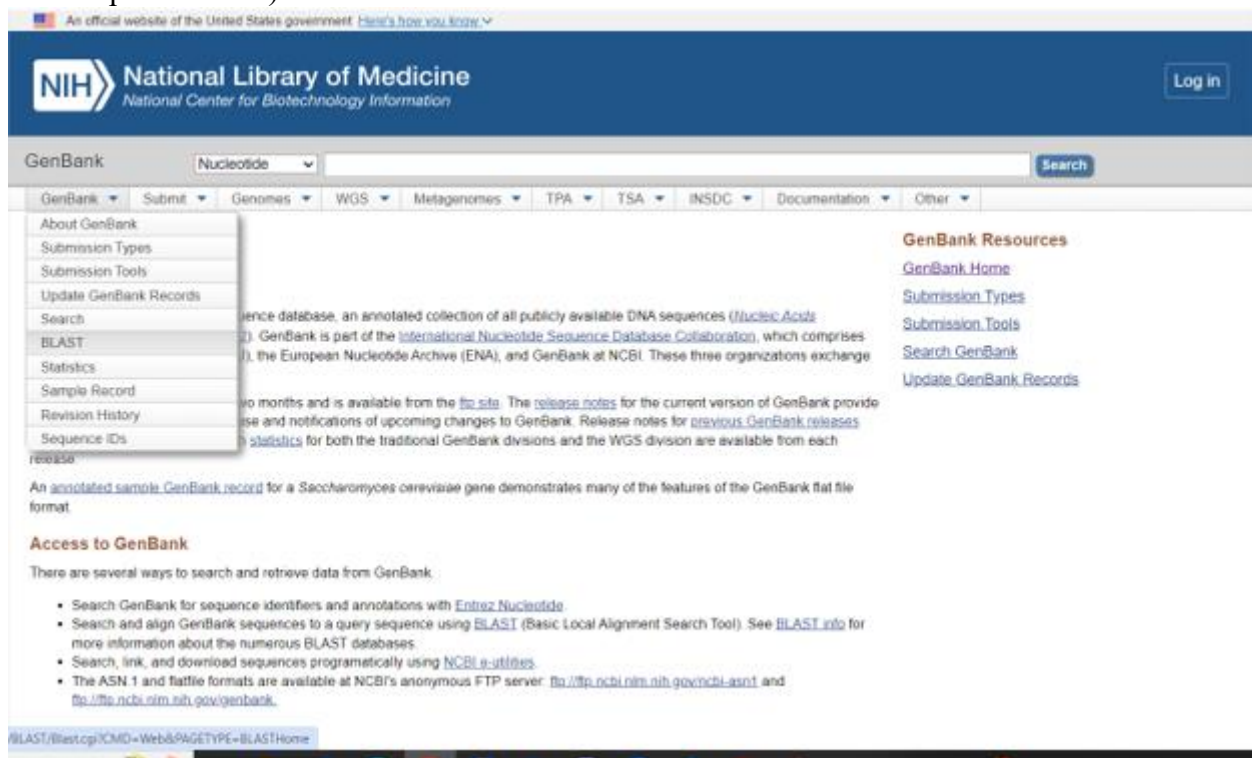 An official website of the United States government Here's how you know
NIH National Library of Medicine
National Center for Biotechnology Information
Log in
GenBank Nucleotide Search
GenBank Submit Genomes WGS Metagenomes TPA TSA INSDC Documentation Other
About GenBank
Submission Types
Submission Tools
Update GenBank Records
Search
BLAST
Statistics
Sample Record
Revision History
Sequence IDs
ence database, an annotated collection of all publicly available DNA sequences (Nucleic Acids
). GenBank is part of the International Nucleotide Sequence Database Collaboration, which comprises
), the European Nucleotide Archive (ENA), and GenBank at NCBI. These three organizations exchange
wo months and is available from the ftp site. The release notes for the current version of GenBank provide
se and notifications of upcoming changes to GenBank. Release notes for previous GenBank releases
statistics for both the traditional GenBank divisions and the WGS division are available from each
release
An annotated sample GenBank record for a Saccharomyces cerevisiae gene demonstrates many of the features of the GenBank flat file
format.
Access to GenBank
There are several ways to search and retrieve data from GenBank.
• Search GenBank for sequence identifiers and annotations with Entrez Nucleotide.
• Search and align GenBank sequences to a query sequence using BLAST (Basic Local Alignment Search Tool). See BLAST info for
more information about the numerous BLAST databases.
• Search, link, and download sequences programatically using NCBI e-utilities.
• The ASN.1 and flatfile formats are available at NCBI's anonymous FTP server: ftp://ftp.ncbi.nlm.nih.gov/ncbi-asn1 and
ftp://ftp.ncbi.nlm.nih.gov/genbank.
GenBank Resources
GenBank Home
Submission Types
Submission Tools
Search GenBank
Update GenBank Records
/BLAST/Blast.cgi?CMD=Web&PAGETYPE=BLASTHome